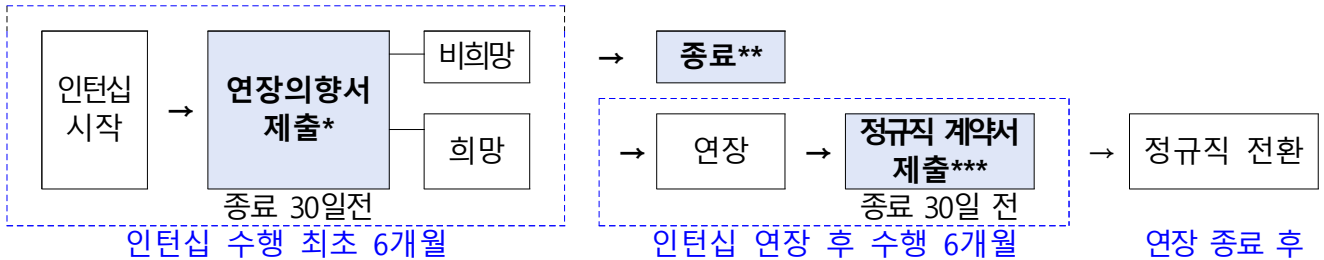 인턴십
시작
→
연장의향서
제출*
종료 30일전
비희망
희망
인턴십 수행 최초 6개월
→
종료**
→
연장
→
정규직 계약서
제출***
종료 30일 전
인턴십 연장 후 수행 6개월
→
정규직 전환
연장 종료 후